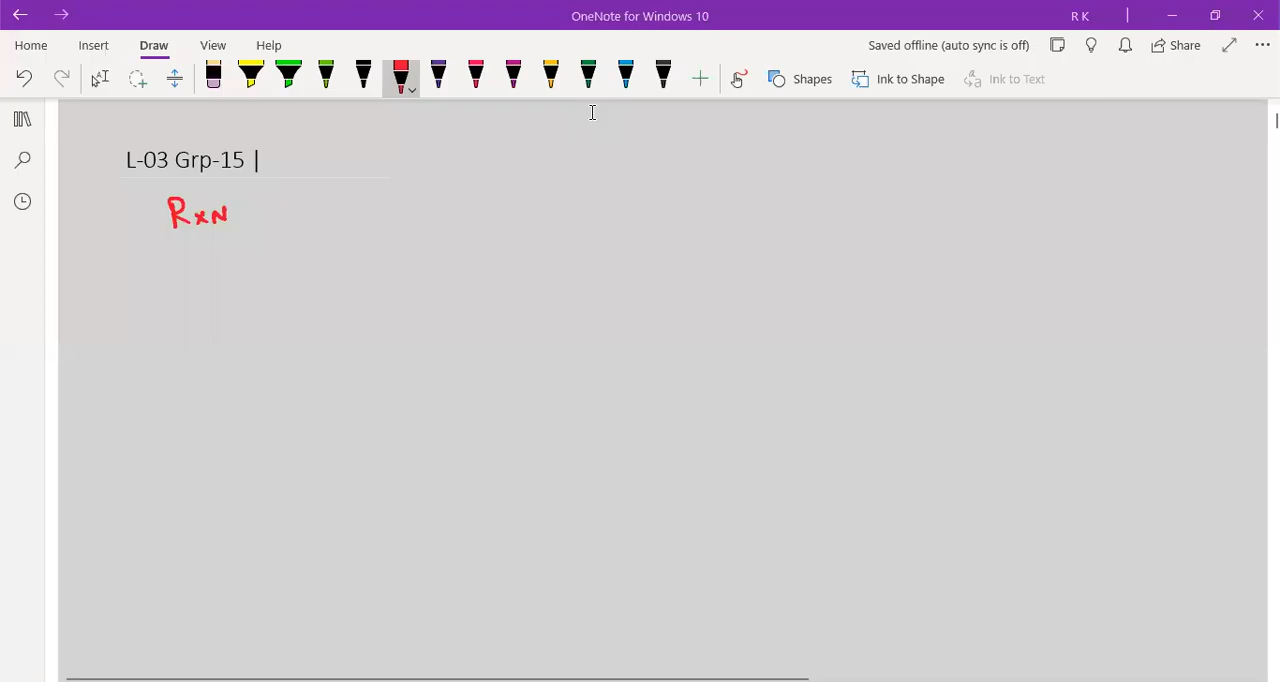 OneNote for Windows 10
R K
Home Insert Draw View Help
Saved offline (auto sync is off)
Share
Shapes
Ink to Shape
Ink to Text
L-03 Grp-15
RxN